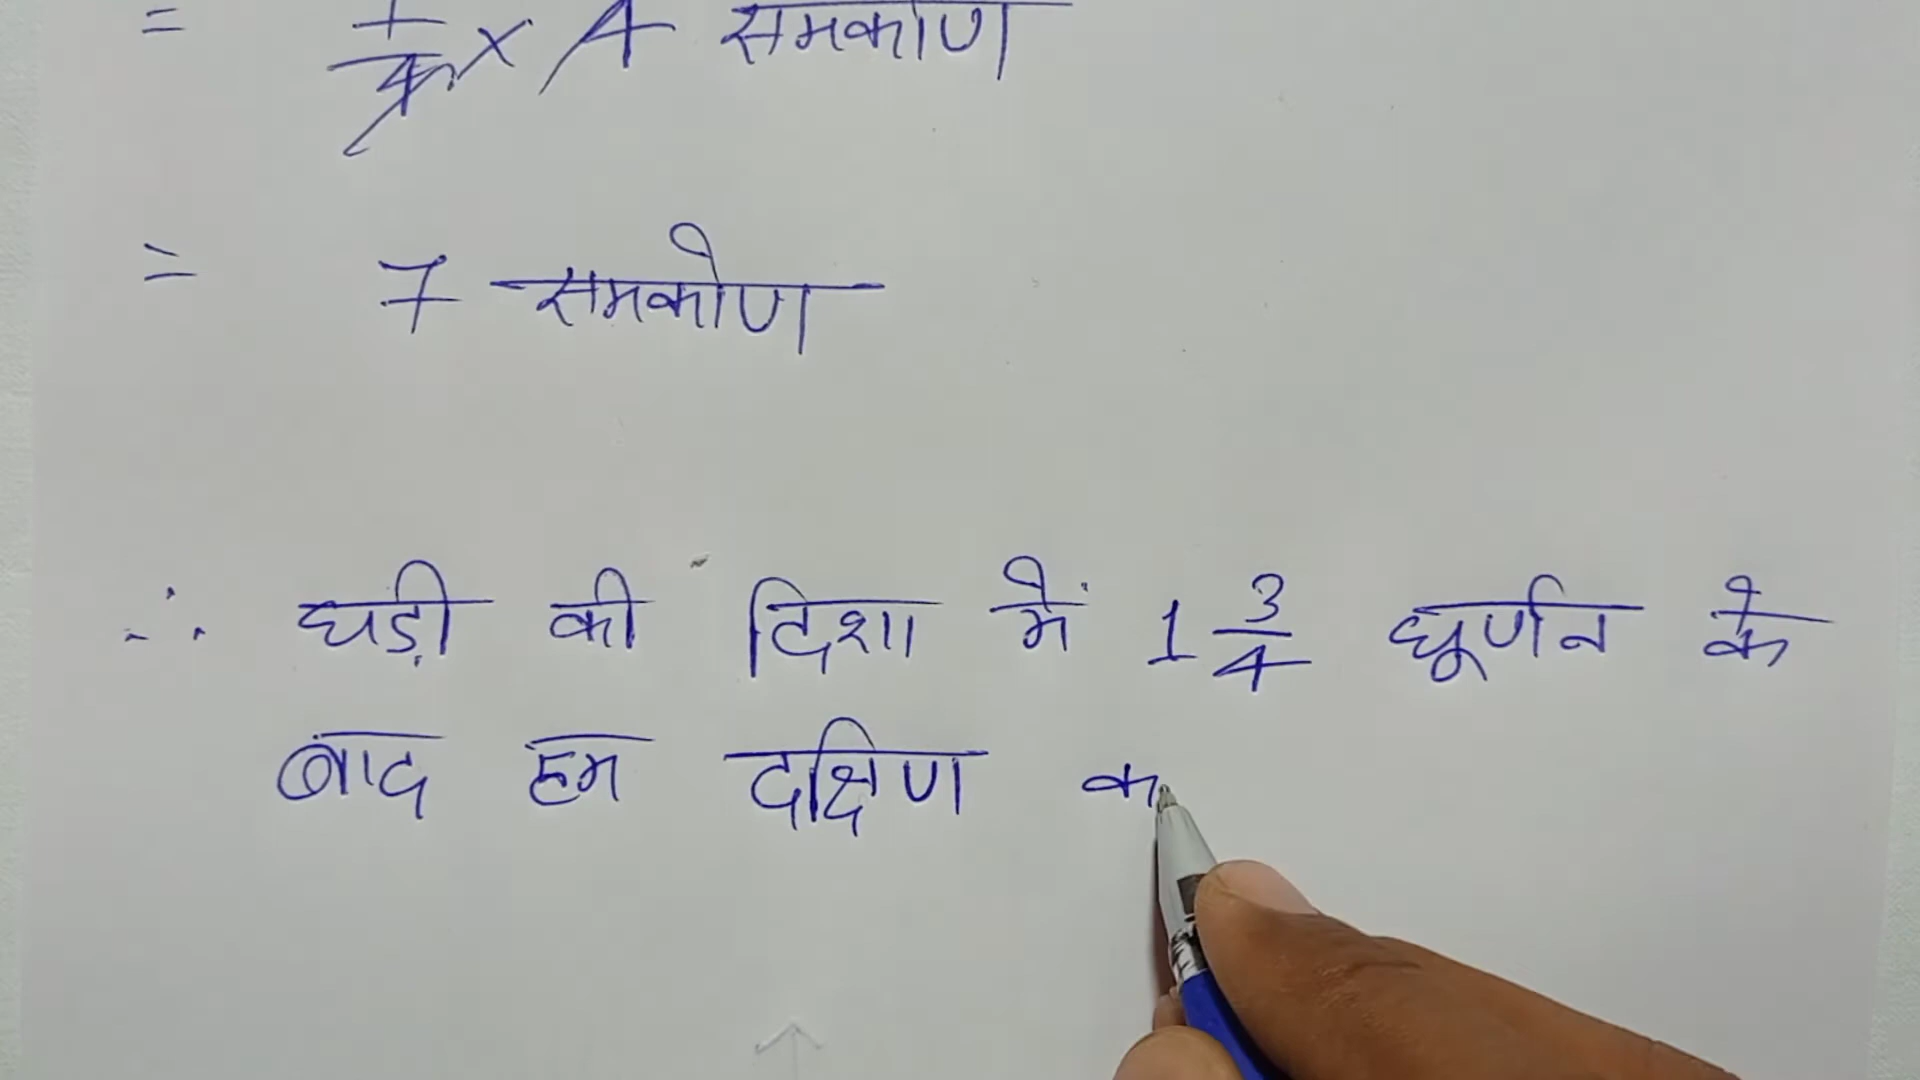 = 7/4 × 4 समकोण
= 7 समकोण
∴ घड़ी की दिशा में 1 3/4 घूर्णन के
बाद हम दक्षिण क